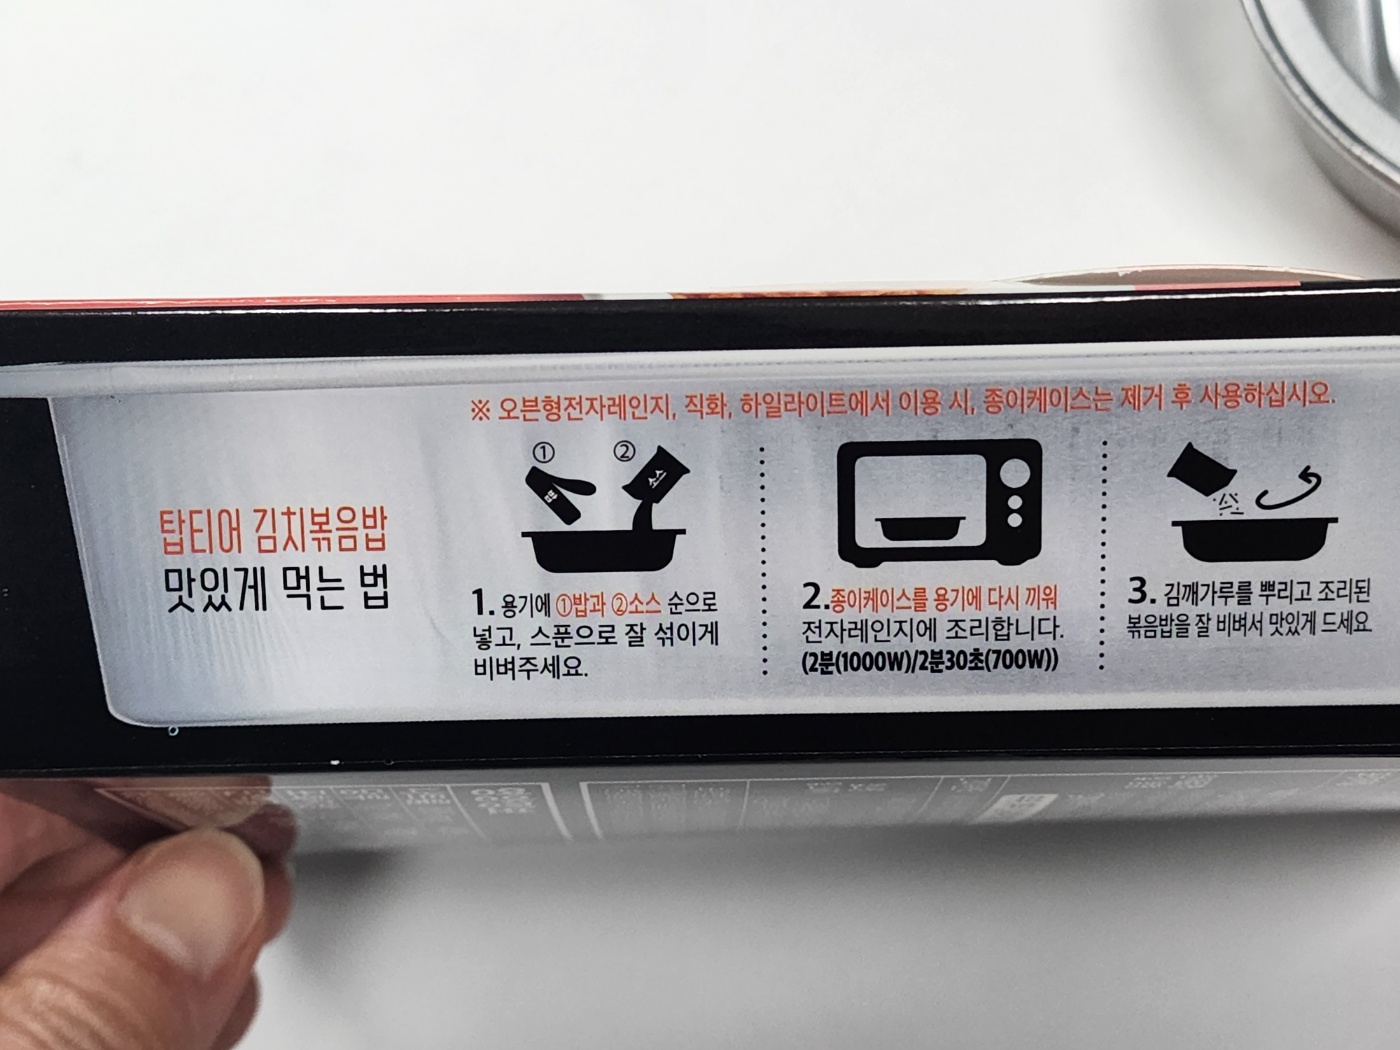 ※ 오븐형전자레인지, 직화, 하일라이트에서 이용 시, 종이케이스는 제거 후 사용하십시오.
탑티어 김치볶음밥
맛있게 먹는 법
① ②
밥 소스
1. 용기에 ①밥과 ②소스 순으로
넣고, 스푼으로 잘 섞이게
비벼주세요.
2. 종이케이스를 용기에 다시 끼워
전자레인지에 조리합니다.
(2분(1000W)/2분30초(700W))
3. 김깨가루를 뿌리고 조리된
볶음밥을 잘 비벼서 맛있게 드세요